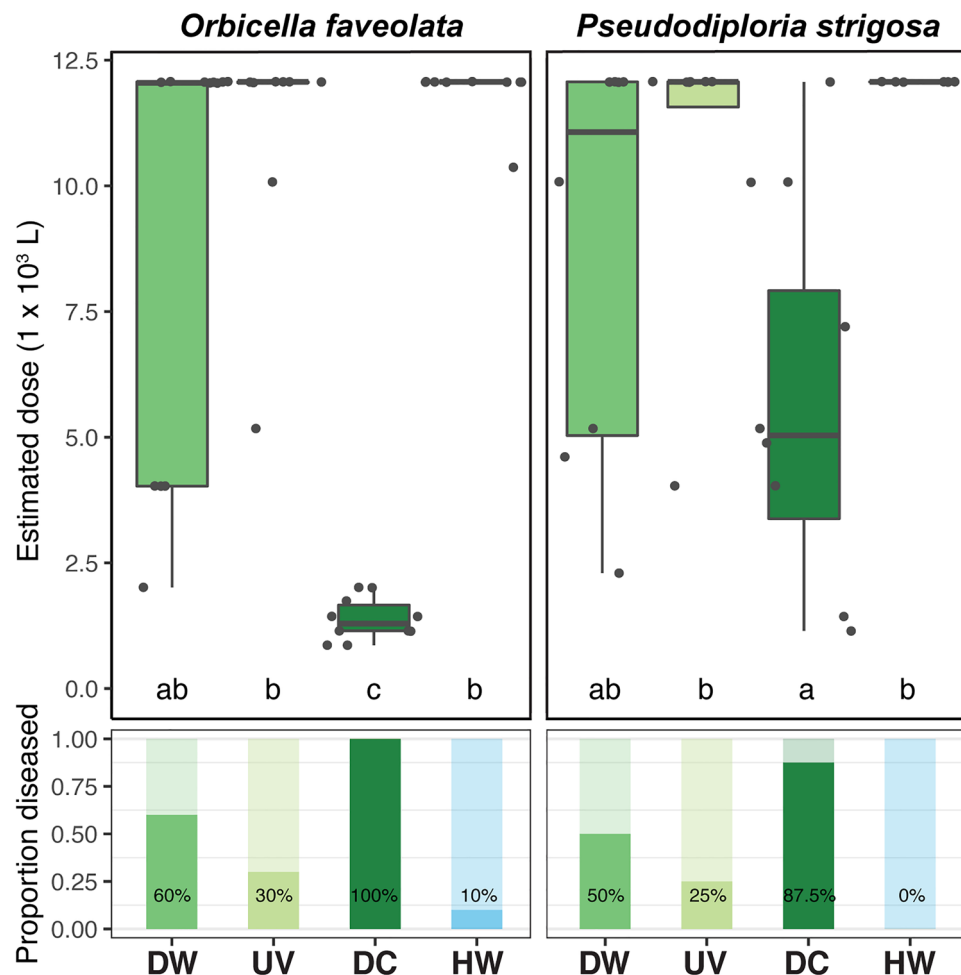 Orbicella faveolata
Pseudodiploria strigosa
Estimated dose (1 x 10³ L)
12.5
10.0
7.5
5.0
2.5
0.0
ab b c b
ab b a b
Proportion diseased
1.00
0.75
0.50
0.25
0.00
60% 30% 100% 10%
50% 25% 87.5% 0%
DW UV DC HW
DW UV DC HW